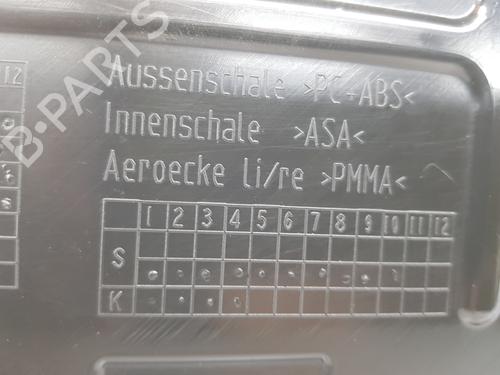 Aussenschale >PC+ABS<
Innenschale >ASA<
Aeroecke li/re >PMMA<
12
1 2 3 4 5 6 7 8 9 10 11 12
S
K
B-PARTS